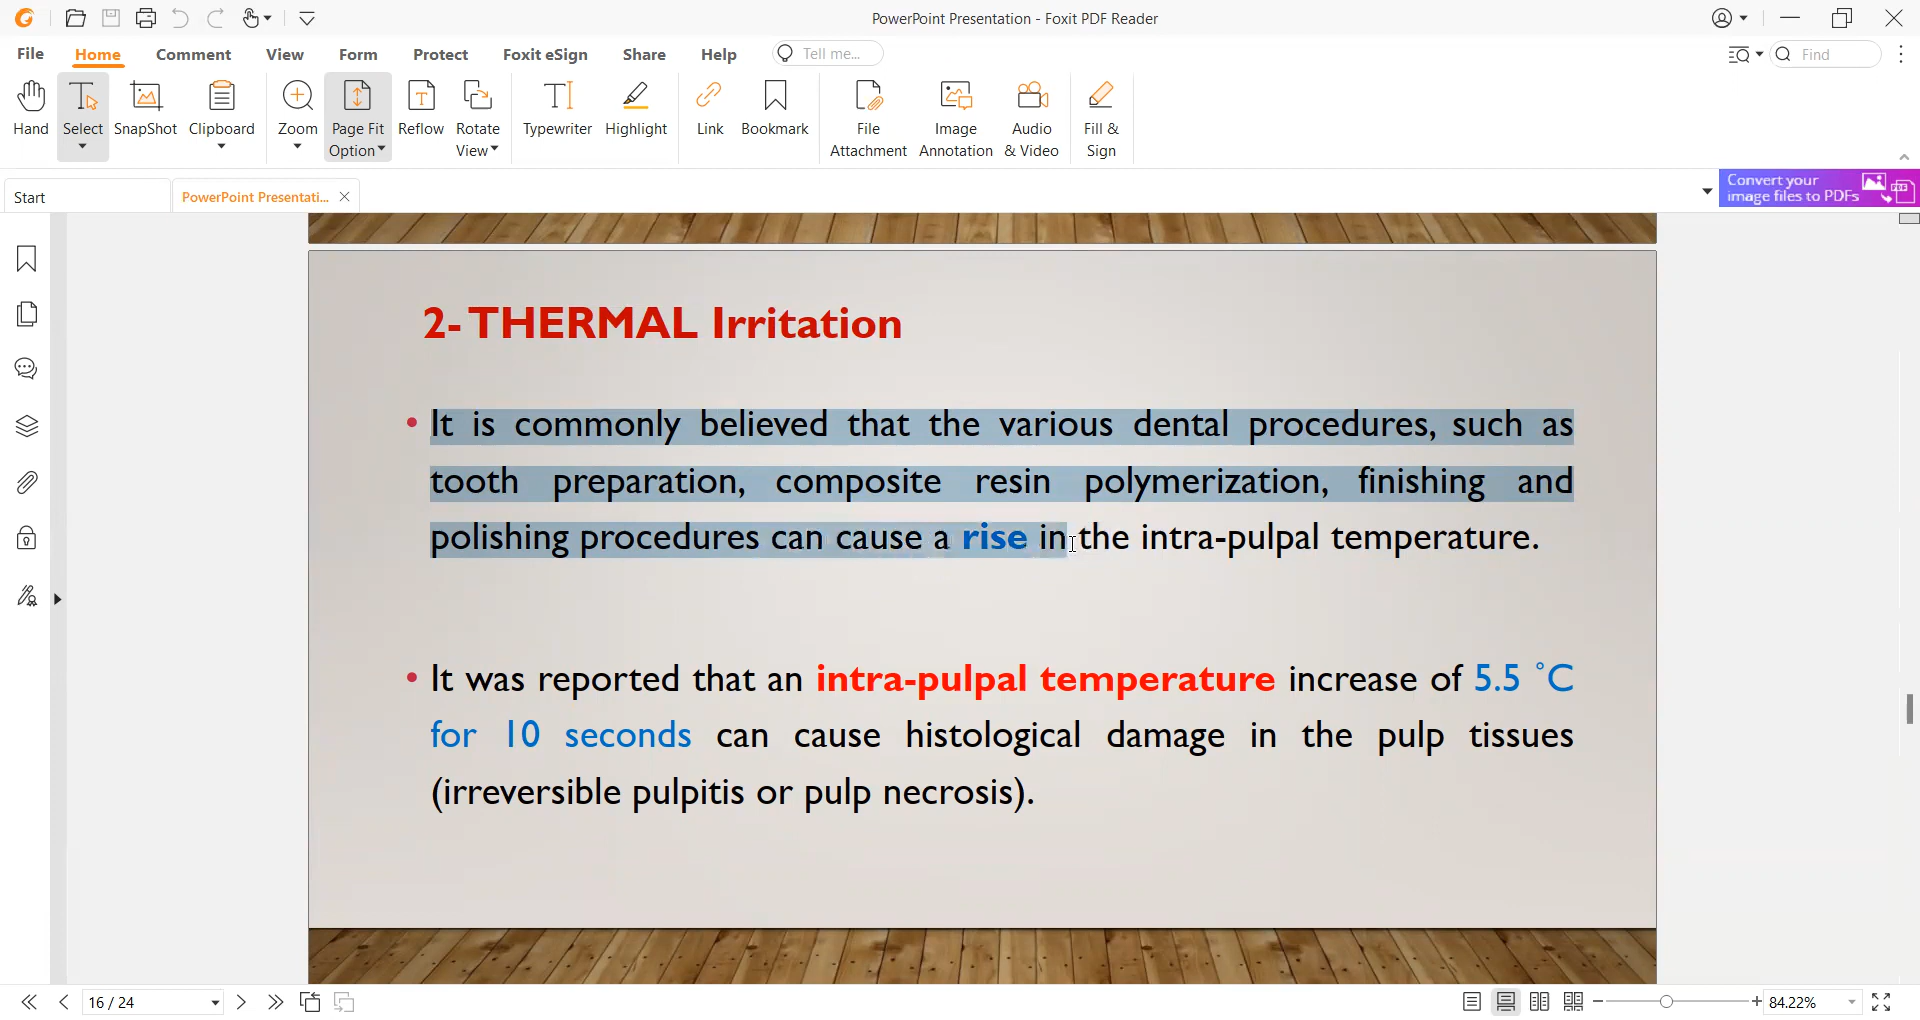 PowerPoint Presentation - Foxit PDF Reader
File Home Comment View Form Protect Foxit eSign Share Help Tell me... Find
Hand Select SnapShot Clipboard Zoom Page Fit Option Reflow Rotate View Typewriter Highlight Link Bookmark File Attachment Image Annotation Audio & Video Fill & Sign
Start PowerPoint Presentati...
Convert your
image files to PDFs
PDF
2- THERMAL Irritation
• It is commonly believed that the various dental procedures, such as
tooth preparation, composite resin polymerization, finishing and
polishing procedures can cause a rise in the intra-pulpal temperature.
• It was reported that an intra-pulpal temperature increase of 5.5 ˚C
for 10 seconds can cause histological damage in the pulp tissues
(irreversible pulpitis or pulp necrosis).
16 / 24 84.22%